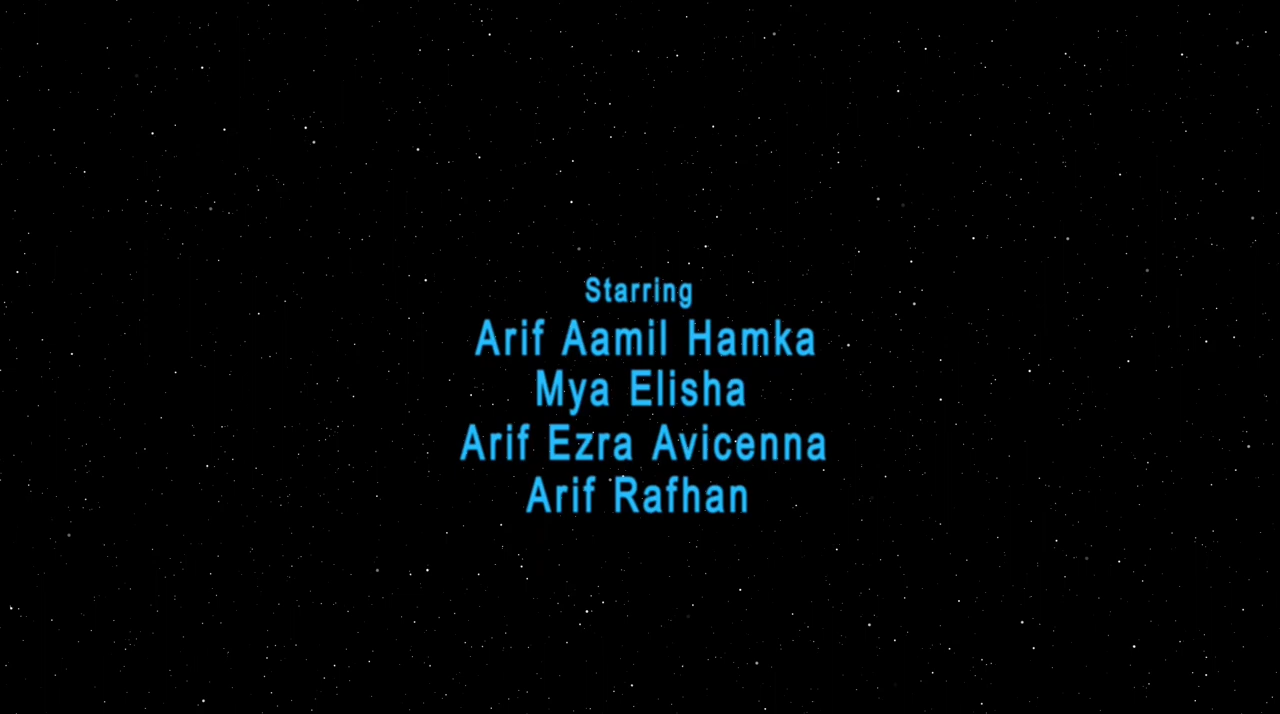 Starring
Arif Aamil Hamka
Mya Elisha
Arif Ezra Avicenna
Arif Rafhan